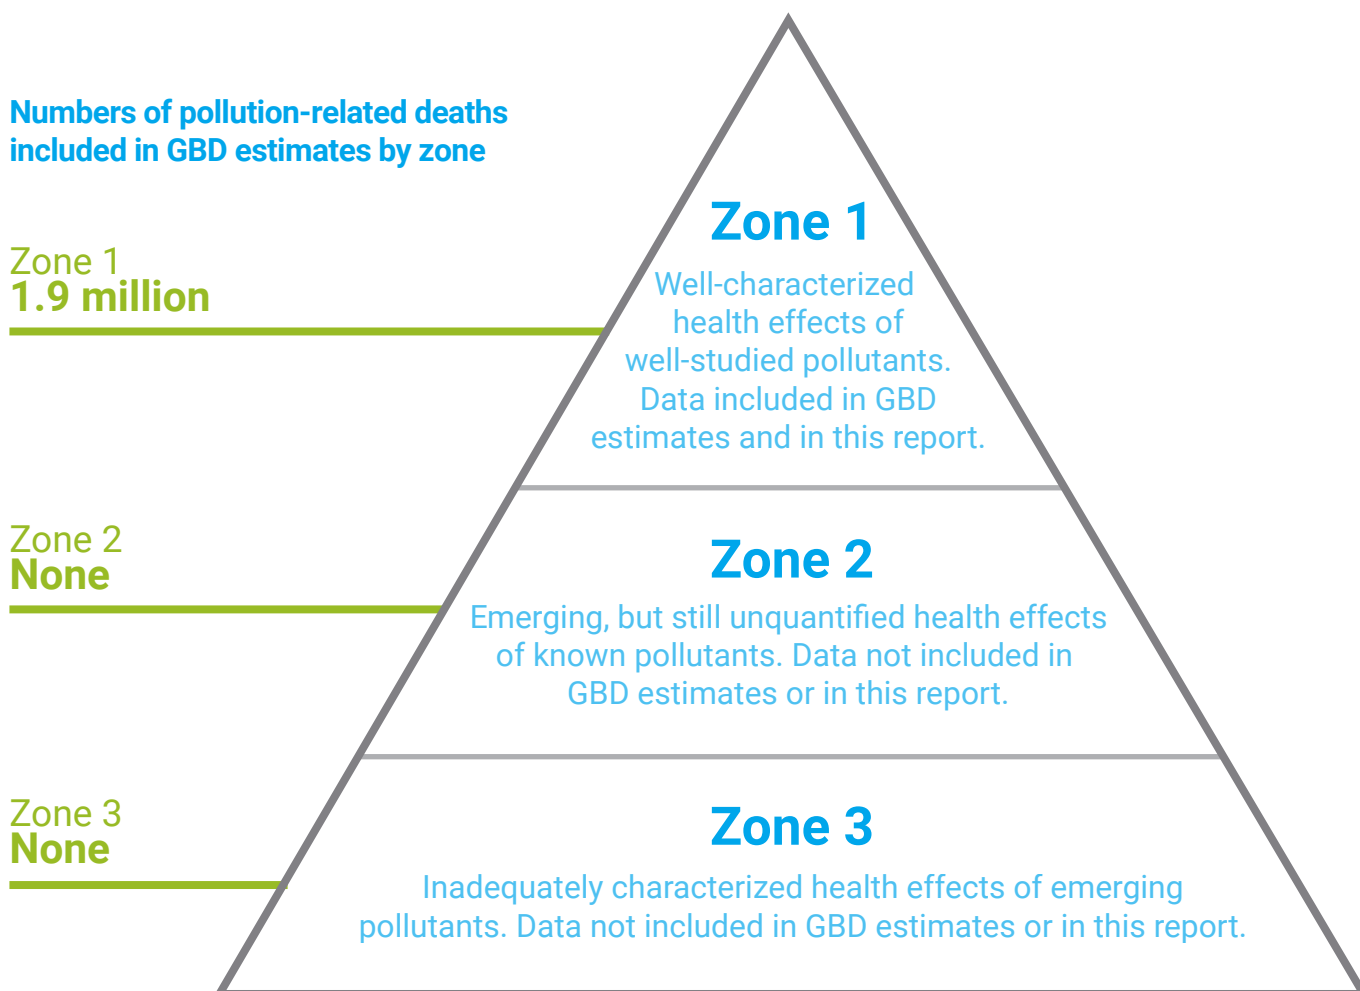 Numbers of pollution-related deaths
included in GBD estimates by zone
Zone 1
1.9 million
Zone 1
Well-characterized
health effects of
well-studied pollutants.
Data included in GBD
estimates and in this report.
Zone 2
None
Zone 2
Emerging, but still unquantified health effects
of known pollutants. Data not included in
GBD estimates or in this report.
Zone 3
None
Zone 3
Inadequately characterized health effects of emerging
pollutants. Data not included in GBD estimates or in this report.